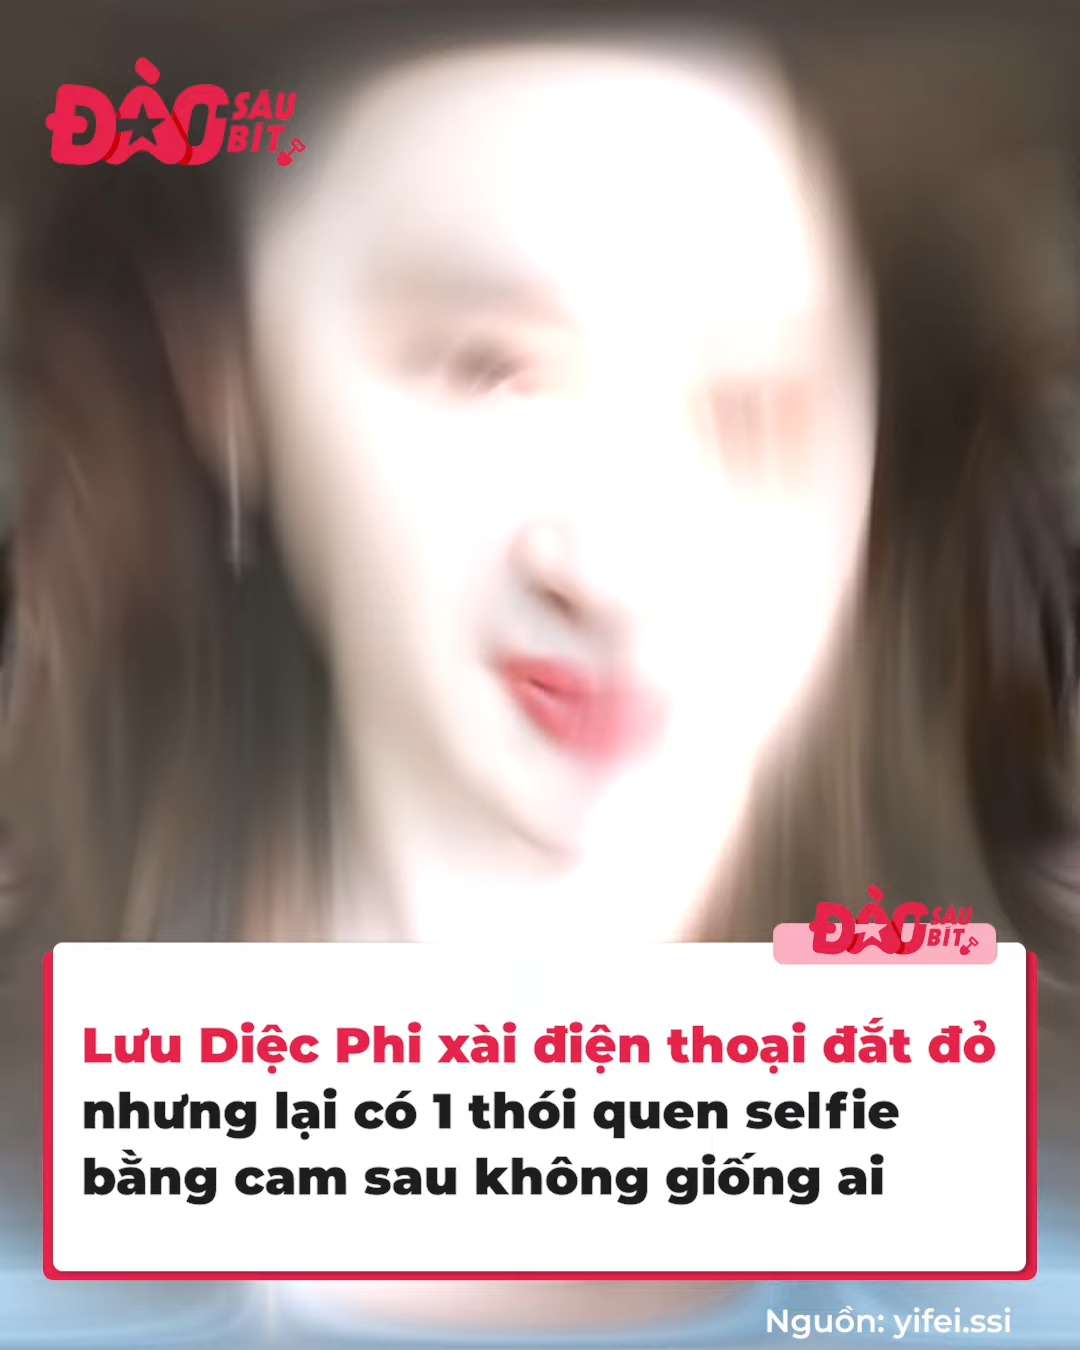 ĐÀO SÂU BÍT
ĐÀO SÂU BÍT
Lưu Diệc Phi xài điện thoại đắt đỏ
nhưng lại có 1 thói quen selfie
bằng cam sau không giống ai
Nguồn: yifei.ssi